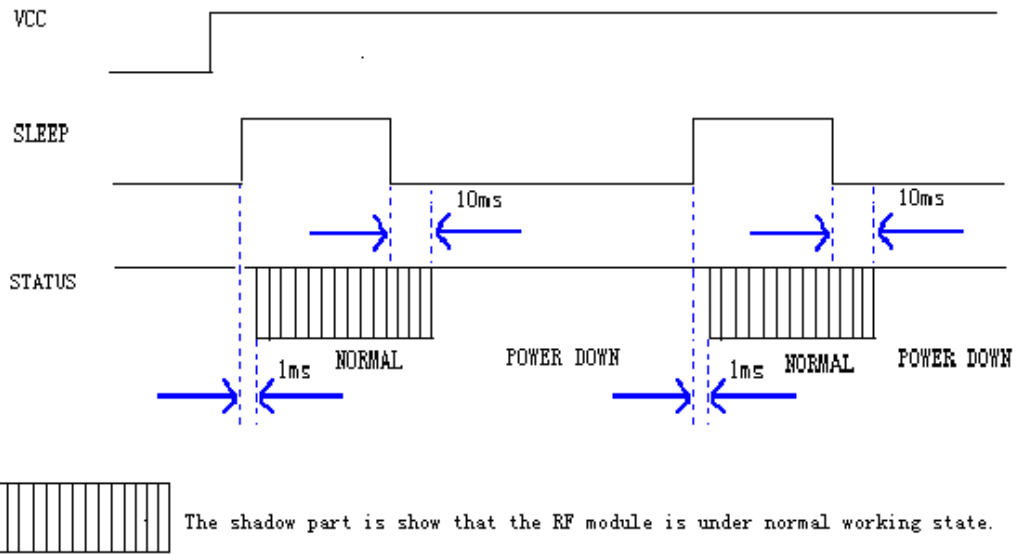 VCC
SLEEP
10ms
10ms
STATUS
NORMAL
POWER DOWN
NORMAL
POWER DOWN
1ms
1ms
The shadow part is show that the RF module is under normal working state.